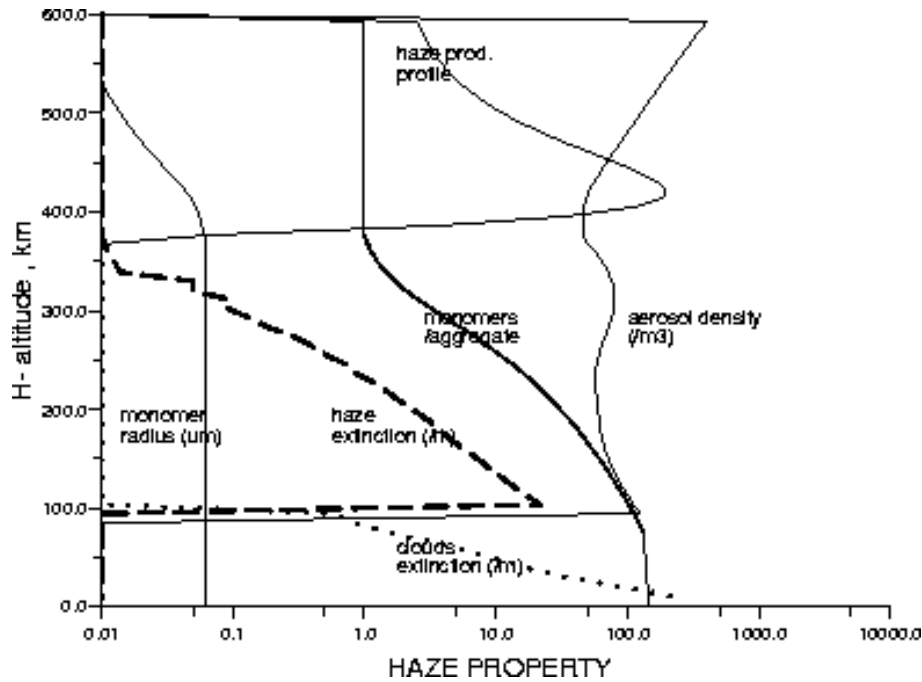 600.0
haze prod.
profile
500.0
400.0
H- altitude , km
300.0
monomers
/aggregate
aerosol density
(/m3)
200.0
monomer
radius (um)
haze
extinction (/m)
100.0
clouds
extinction (/m)
0.0
0.01
0.1
1.0
10.0
100.0
1000.0
10000.0
HAZE PROPERTY